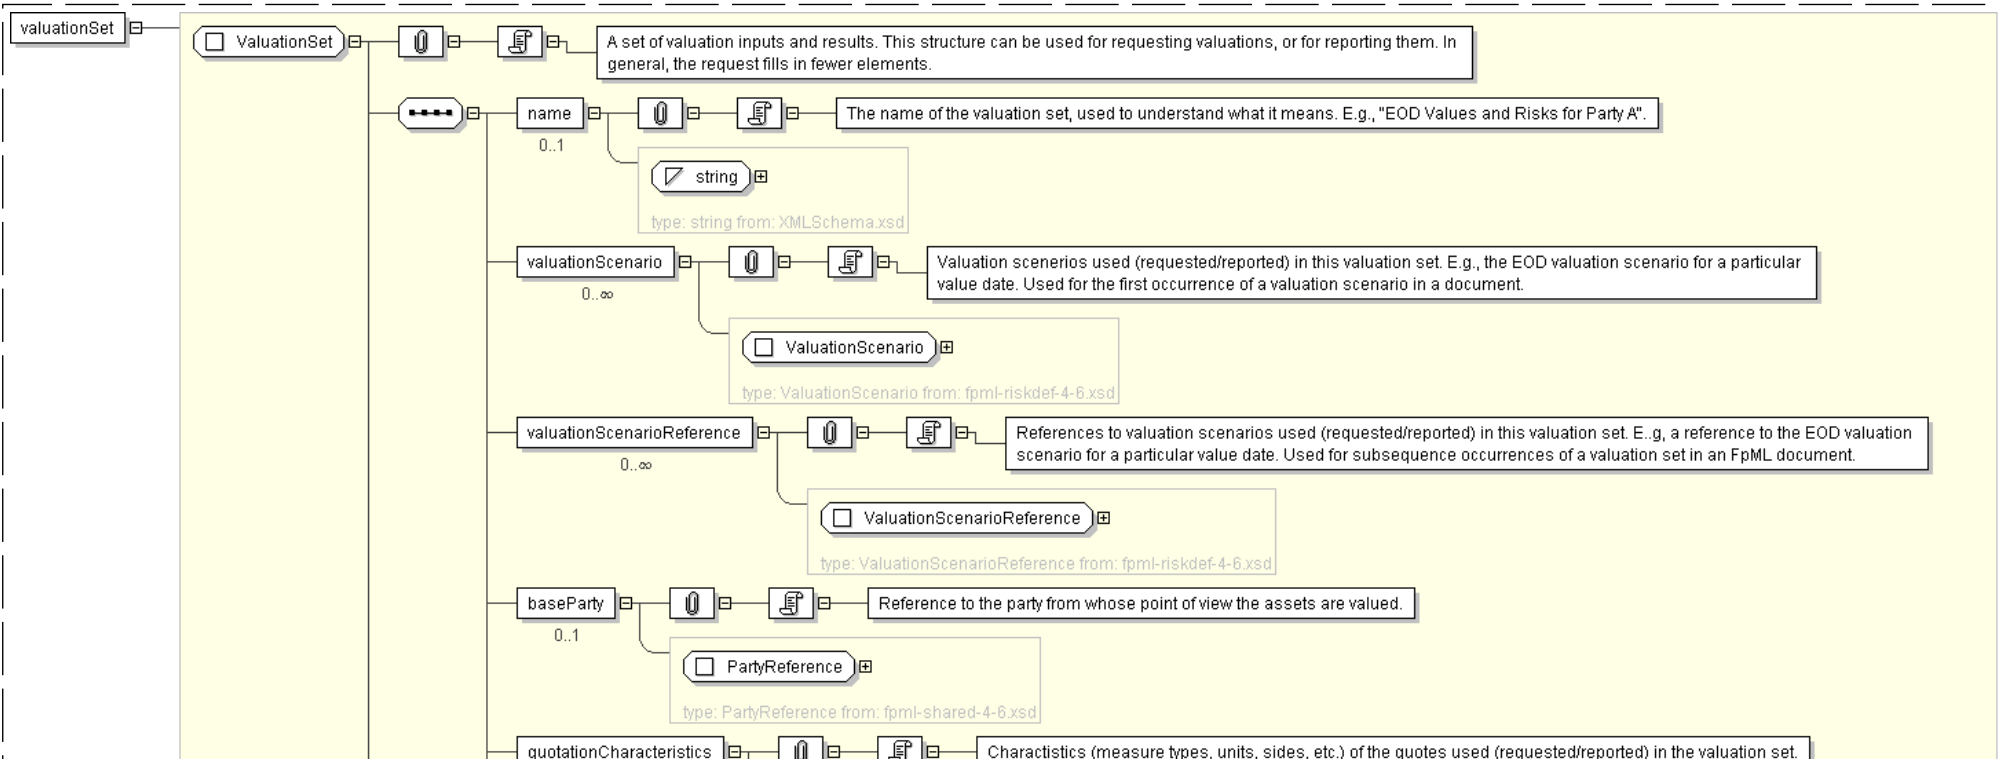 valuationSet
ValuationSet
A set of valuation inputs and results. This structure can be used for requesting valuations, or for reporting them. In
general, the request fills in fewer elements.
name
The name of the valuation set, used to understand what it means. E.g., "EOD Values and Risks for Party A".
0..1
string
type: string from: XMLSchema.xsd
valuationScenario
Valuation scenerios used (requested/reported) in this valuation set. E.g., the EOD valuation scenario for a particular
value date. Used for the first occurrence of a valuation scenario in a document.
0..∞
ValuationScenario
type: ValuationScenario from: fpml-riskdef-4-6.xsd
valuationScenarioReference
References to valuation scenarios used (requested/reported) in this valuation set. E..g, a reference to the EOD valuation
scenario for a particular value date. Used for subsequence occurrences of a valuation set in an FpML document.
0..∞
ValuationScenarioReference
type: ValuationScenarioReference from: fpml-riskdef-4-6.xsd
baseParty
Reference to the party from whose point of view the assets are valued.
0..1
PartyReference
type: PartyReference from: fpml-shared-4-6.xsd
quotationCharacteristics
Charactistics (measure types, units, sides, etc.) of the quotes used (requested/reported) in the valuation set.